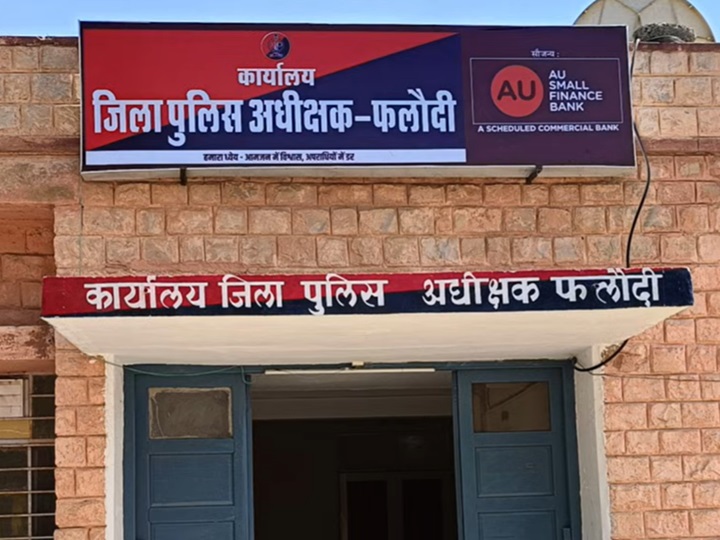 कार्यालय
जिला पुलिस अधीक्षक-फलौदी
हमारा ध्येय - आमजन में विश्वास, अपराधियों में डर
सौजन्य :
AU
AU
SMALL
FINANCE
BANK
A SCHEDULED COMMERCIAL BANK
कार्यालय जिला पुलिस अधीक्षक फलौदी